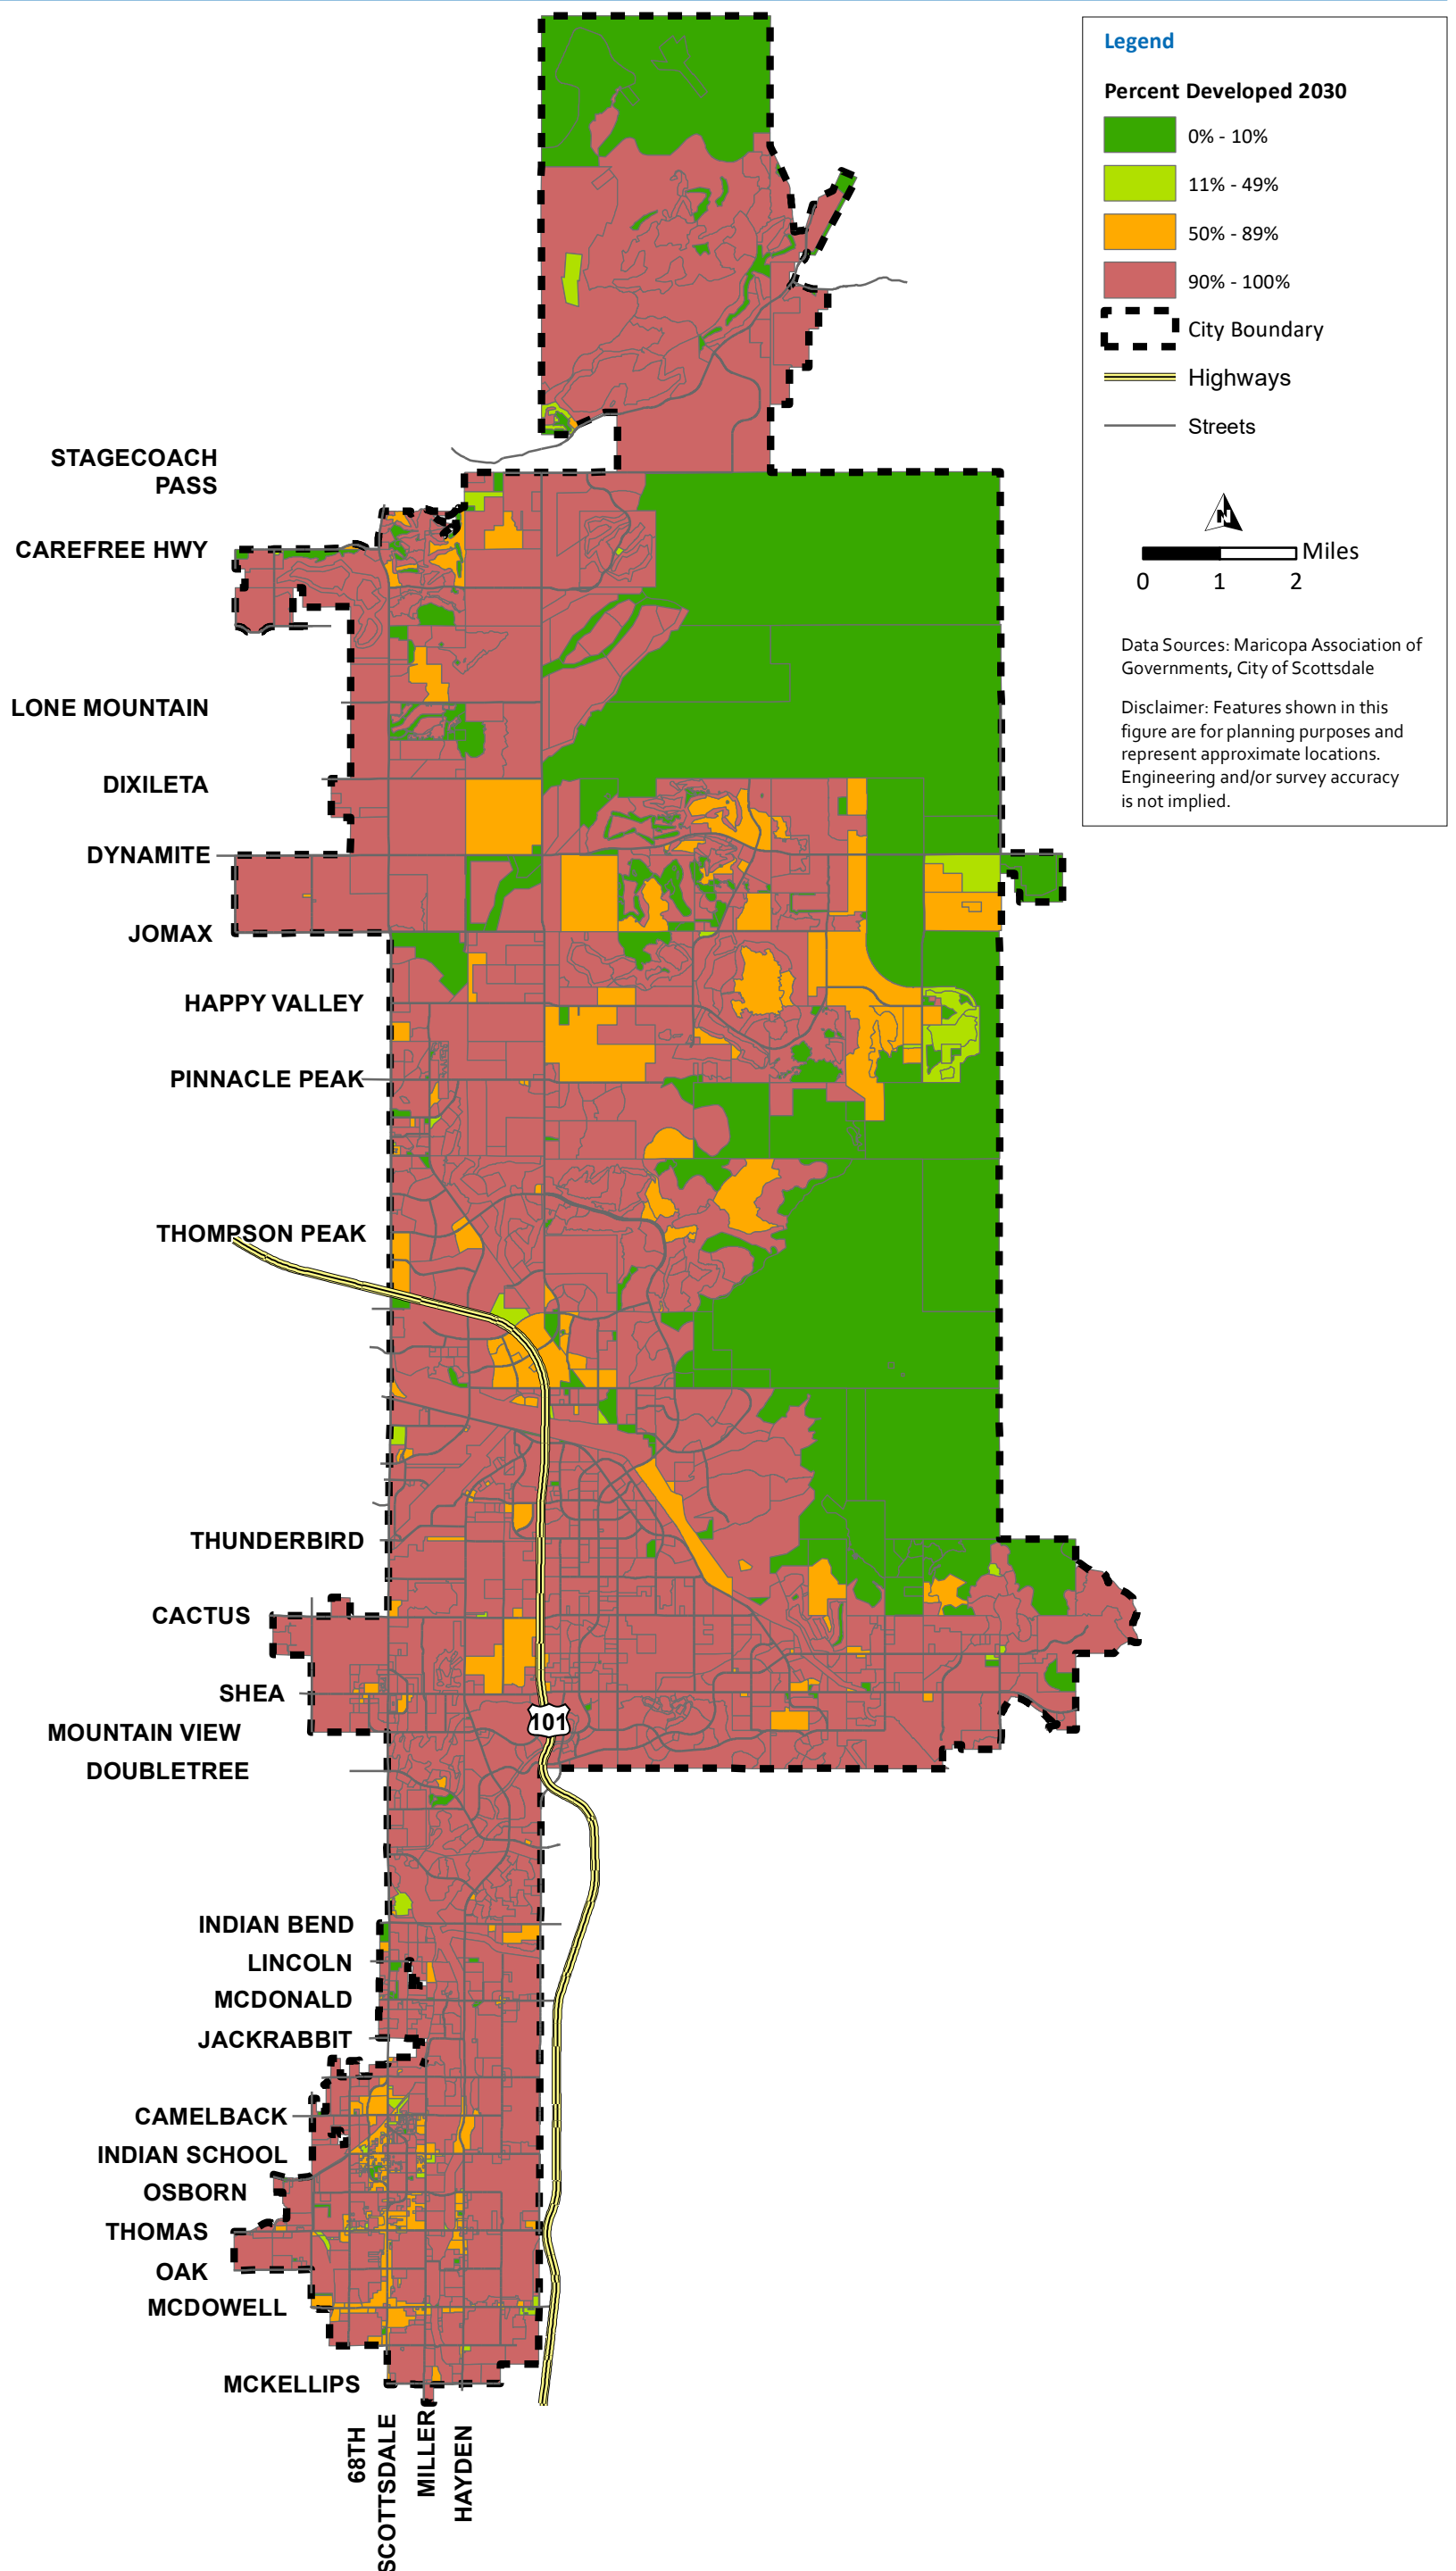 Legend
Percent Developed 2030
0% - 10%
11% - 49%
50% - 89%
90% - 100%
City Boundary
Highways
Streets
N
Miles
0 1 2
Data Sources: Maricopa Association of
Governments, City of Scottsdale
Disclaimer: Features shown in this
figure are for planning purposes and
represent approximate locations.
Engineering and/or survey accuracy
is not implied.
STAGECOACH
PASS
CAREFREE HWY
LONE MOUNTAIN
DIXILETA
DYNAMITE
JOMAX
HAPPY VALLEY
PINNACLE PEAK
THOMPSON PEAK
THUNDERBIRD
CACTUS
SHEA
101
MOUNTAIN VIEW
DOUBLETREE
INDIAN BEND
LINCOLN
MCDONALD
JACKRABBIT
CAMELBACK
INDIAN SCHOOL
OSBORN
THOMAS
OAK
MCDOWELL
MCKELLIPS
68TH
SCOTTSDALE
MILLER
HAYDEN